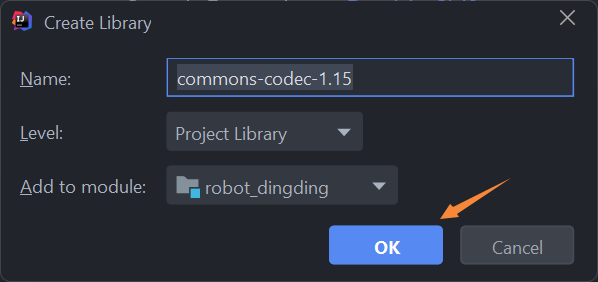 Create Library
Name: commons-codec-1.15
Level: Project Library
Add to module: robot_dingding
OK Cancel